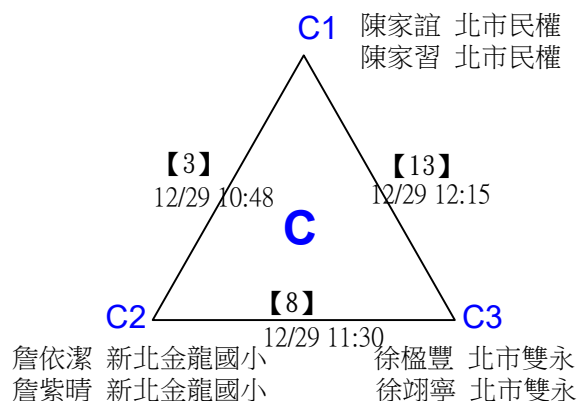 C1
陳家誼 北市民權
陳家習 北市民權
【3】
12/29 10:48
【13】
12/29 12:15
C
C2
【8】
12/29 11:30
C3
詹依潔 新北金龍國小
詹紫晴 新北金龍國小
徐楹豐 北市雙永
徐翊寧 北市雙永